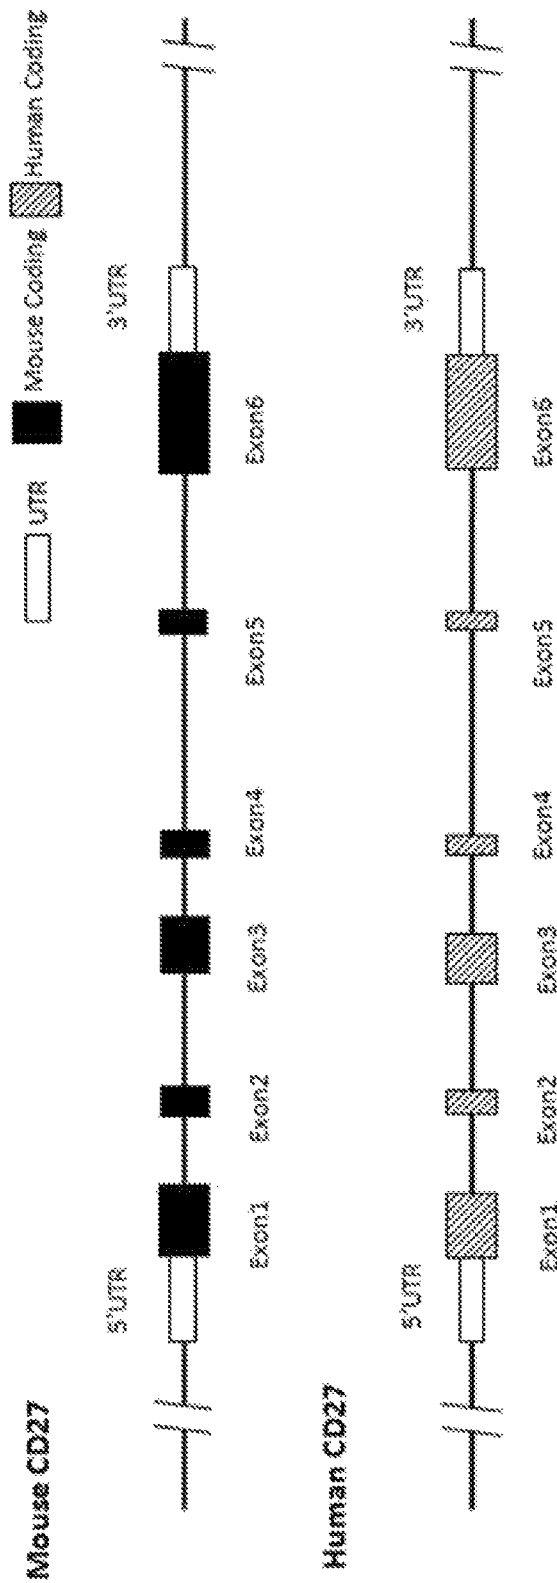 UTR Mouse Coding Human Coding
Mouse CD27
5'UTR 3'UTR
Exon1 Exon2 Exon3 Exon4 Exon5 Exon6
Human CD27
5'UTR 3'UTR
Exon1 Exon2 Exon3 Exon4 Exon5 Exon6